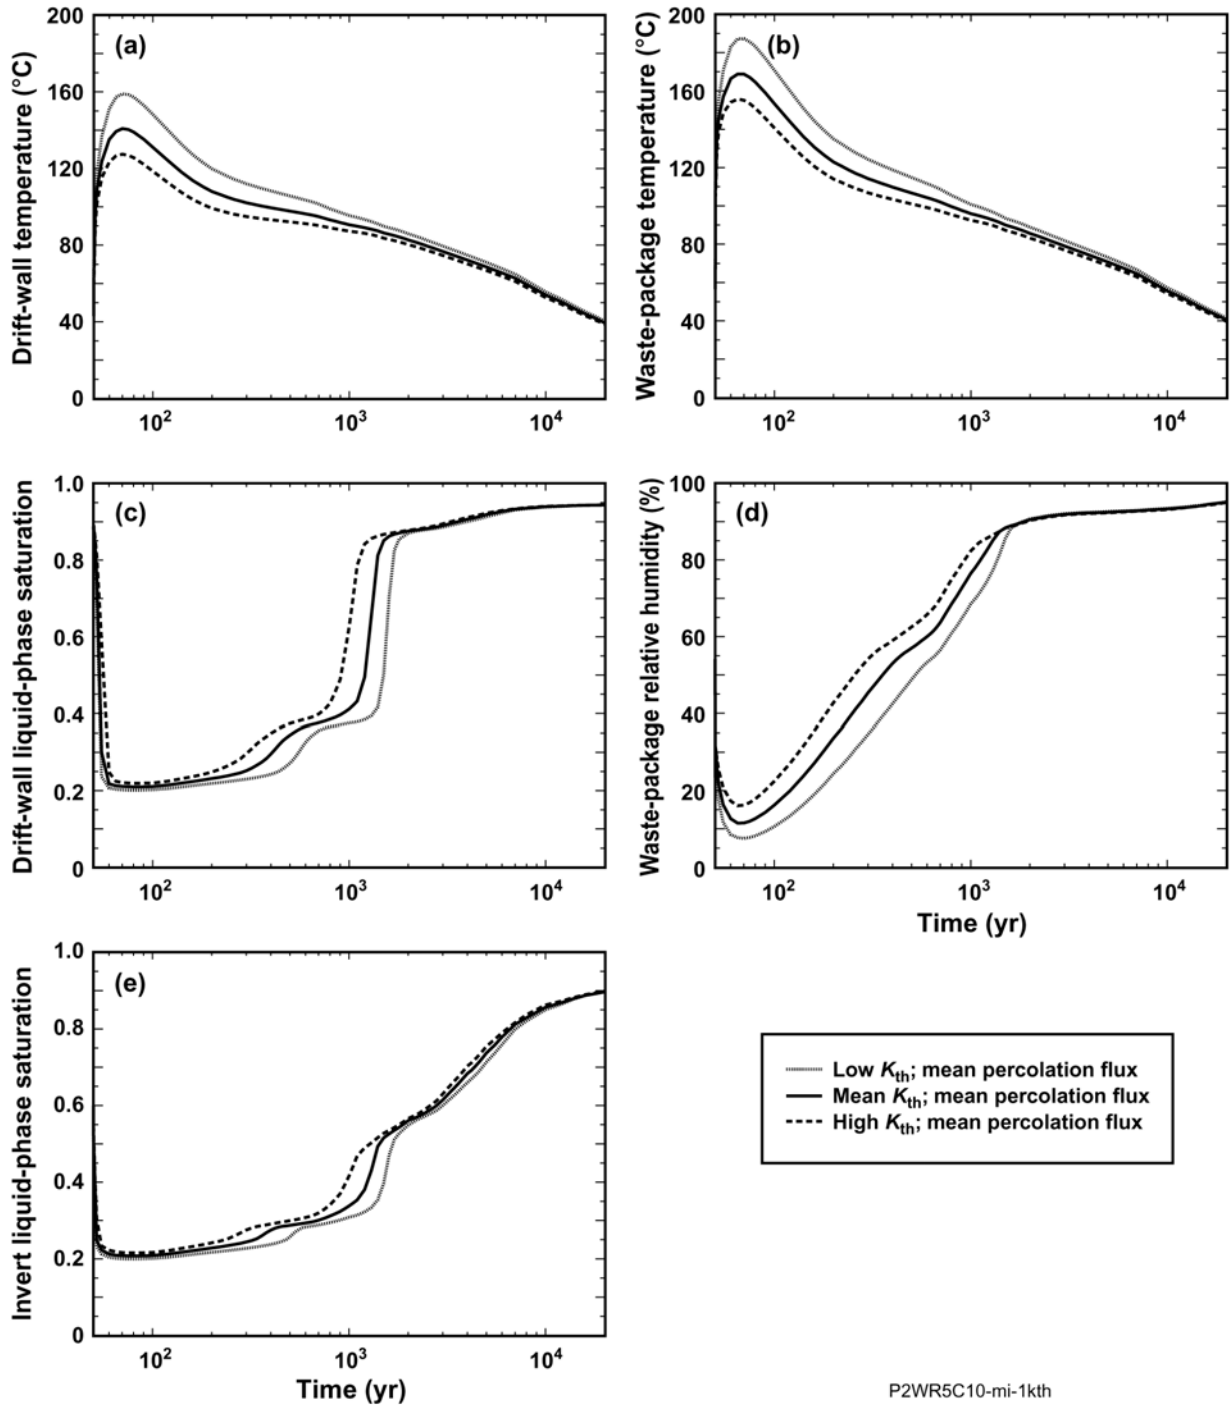 (a)
Drift-wall temperature (°C)
200
160
120
80
40
0
10²
10³
10⁴
(b)
Waste-package temperature (°C)
200
160
120
80
40
0
10²
10³
10⁴
(c)
Drift-wall liquid-phase saturation
1.0
0.8
0.6
0.4
0.2
0
10²
10³
10⁴
(d)
Waste-package relative humidity (%)
100
80
60
40
20
0
10²
10³
10⁴
Time (yr)
(e)
Invert liquid-phase saturation
1.0
0.8
0.6
0.4
0.2
0
10²
10³
10⁴
Time (yr)
Low Kth; mean percolation flux
Mean Kth; mean percolation flux
High Kth; mean percolation flux
P2WR5C10-mi-1kth